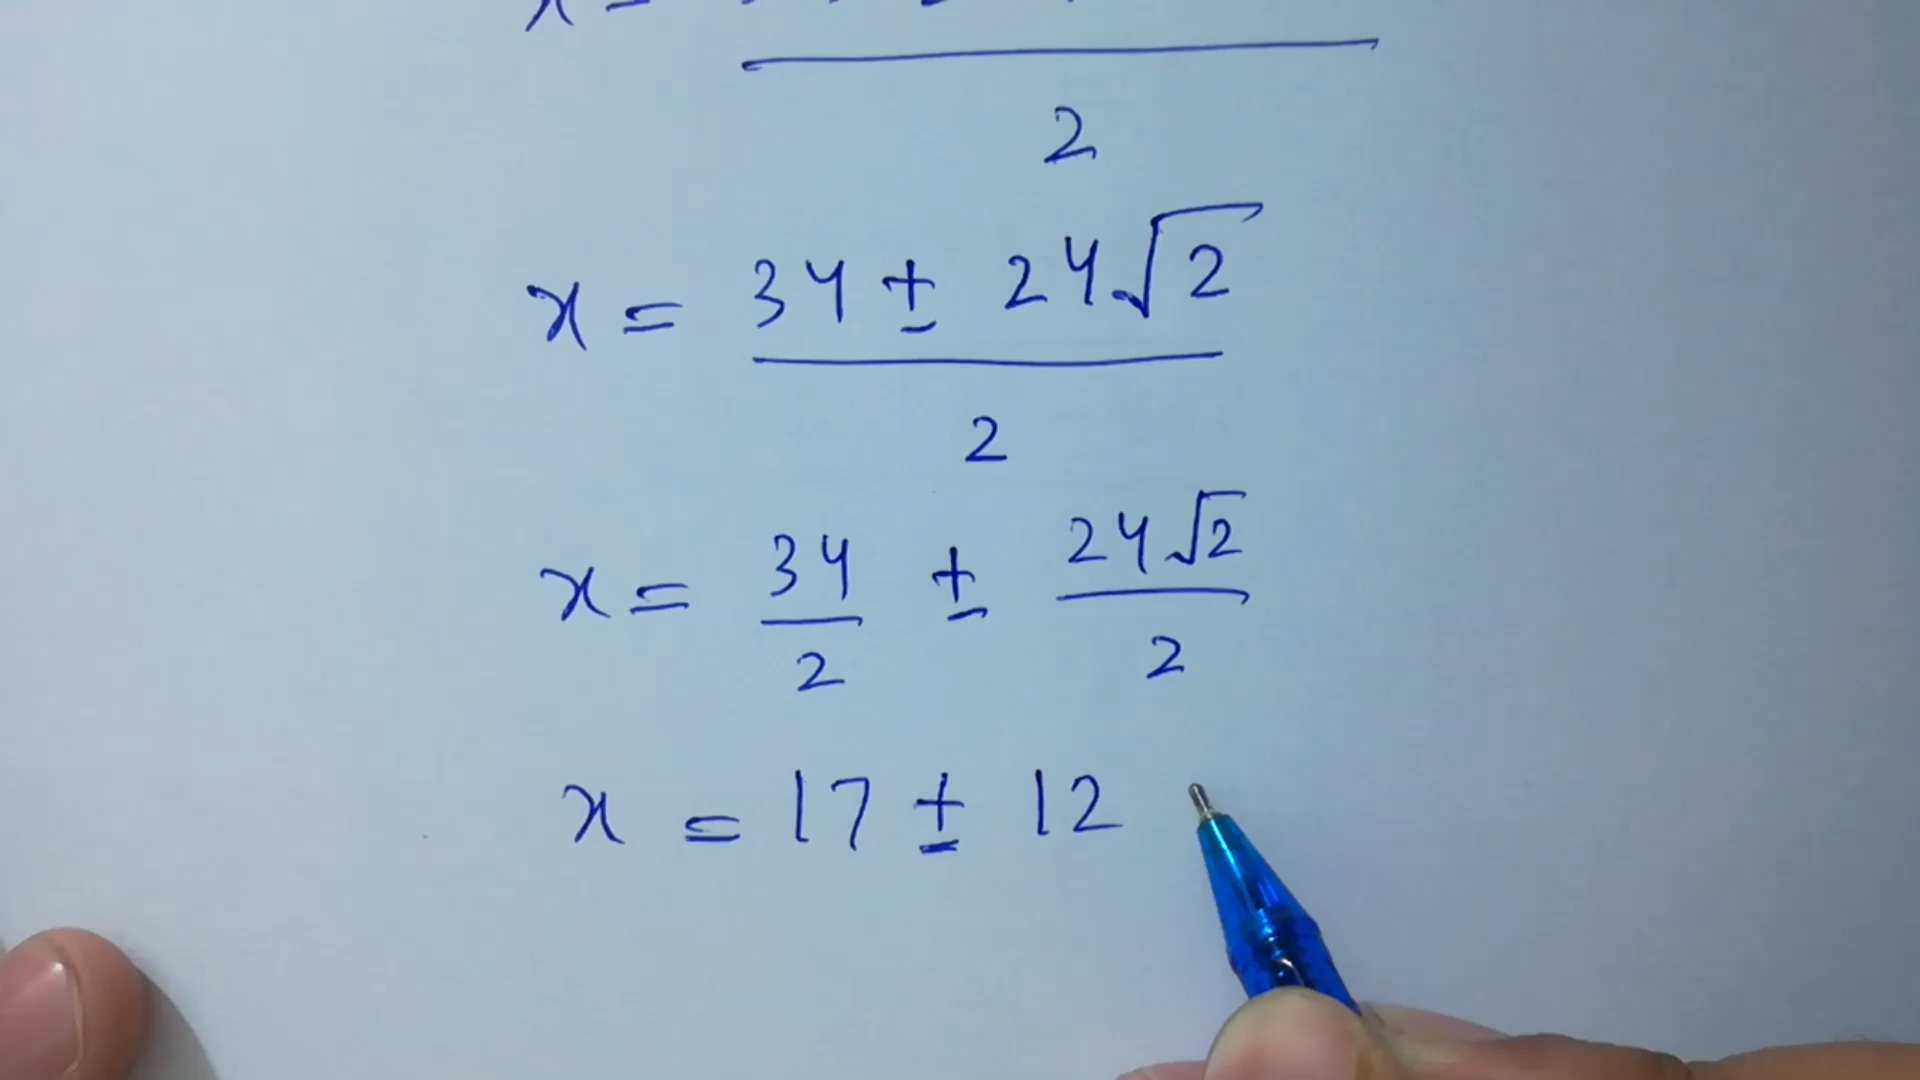 x =
2
x = 34 ± 24√2
2
x = 34/2 ± 24√2/2
x = 17 ± 12